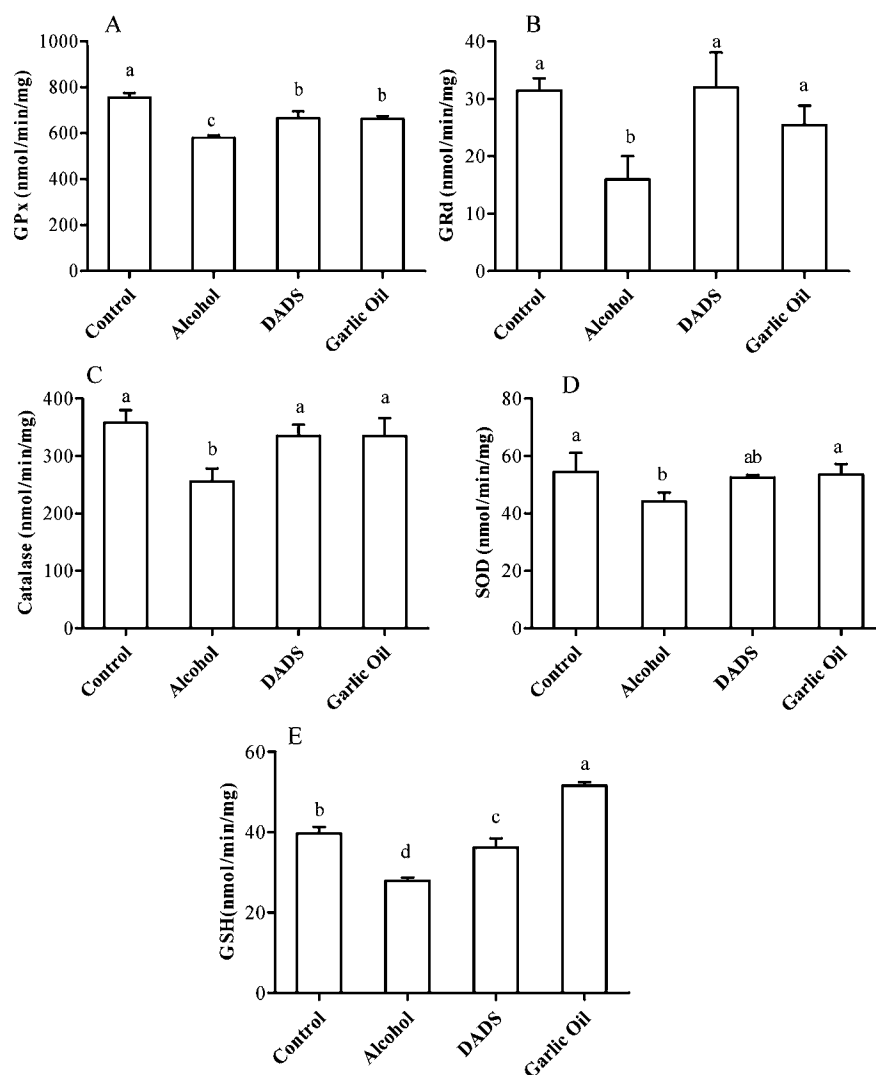 A
GPx (nmol/min/mg)
1000
800
600
400
200
0
a
c
b
b
Control
Alcohol
DADS
Garlic Oil
B
GRd (nmol/min/mg)
40
30
20
10
0
a
b
a
a
Control
Alcohol
DADS
Garlic Oil
C
Catalase (nmol/min/mg)
400
300
200
100
0
a
b
a
a
Control
Alcohol
DADS
Garlic Oil
D
SOD (nmol/min/mg)
80
60
40
20
0
a
b
ab
a
Control
Alcohol
DADS
Garlic Oil
E
GSH(nmol/min/mg)
60
40
20
0
b
d
c
a
Control
Alcohol
DADS
Garlic Oil